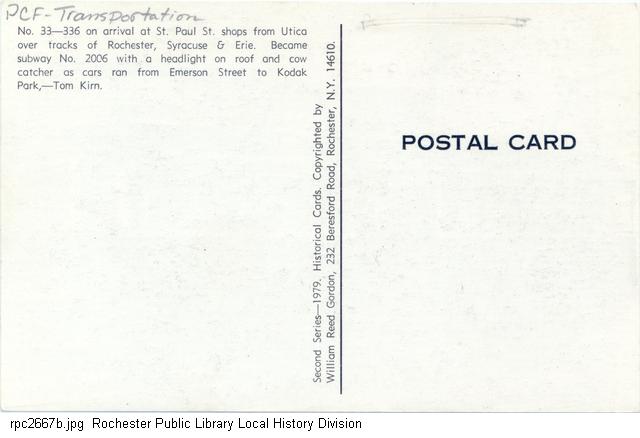 PCF-Transportation
No. 33—336 on arrival at St. Paul St. shops from Utica
over tracks of Rochester, Syracuse & Erie. Became
subway No. 2006 with a headlight on roof and cow
catcher as cars ran from Emerson Street to Kodak
Park,—Tom Kirn.
Second Series—1979. Historical Cards. Copyrighted by
William Reed Gordon, 232 Beresford Road, Rochester, N.Y. 14610.
POSTAL CARD
rpc2667b.jpg Rochester Public Library Local History Division